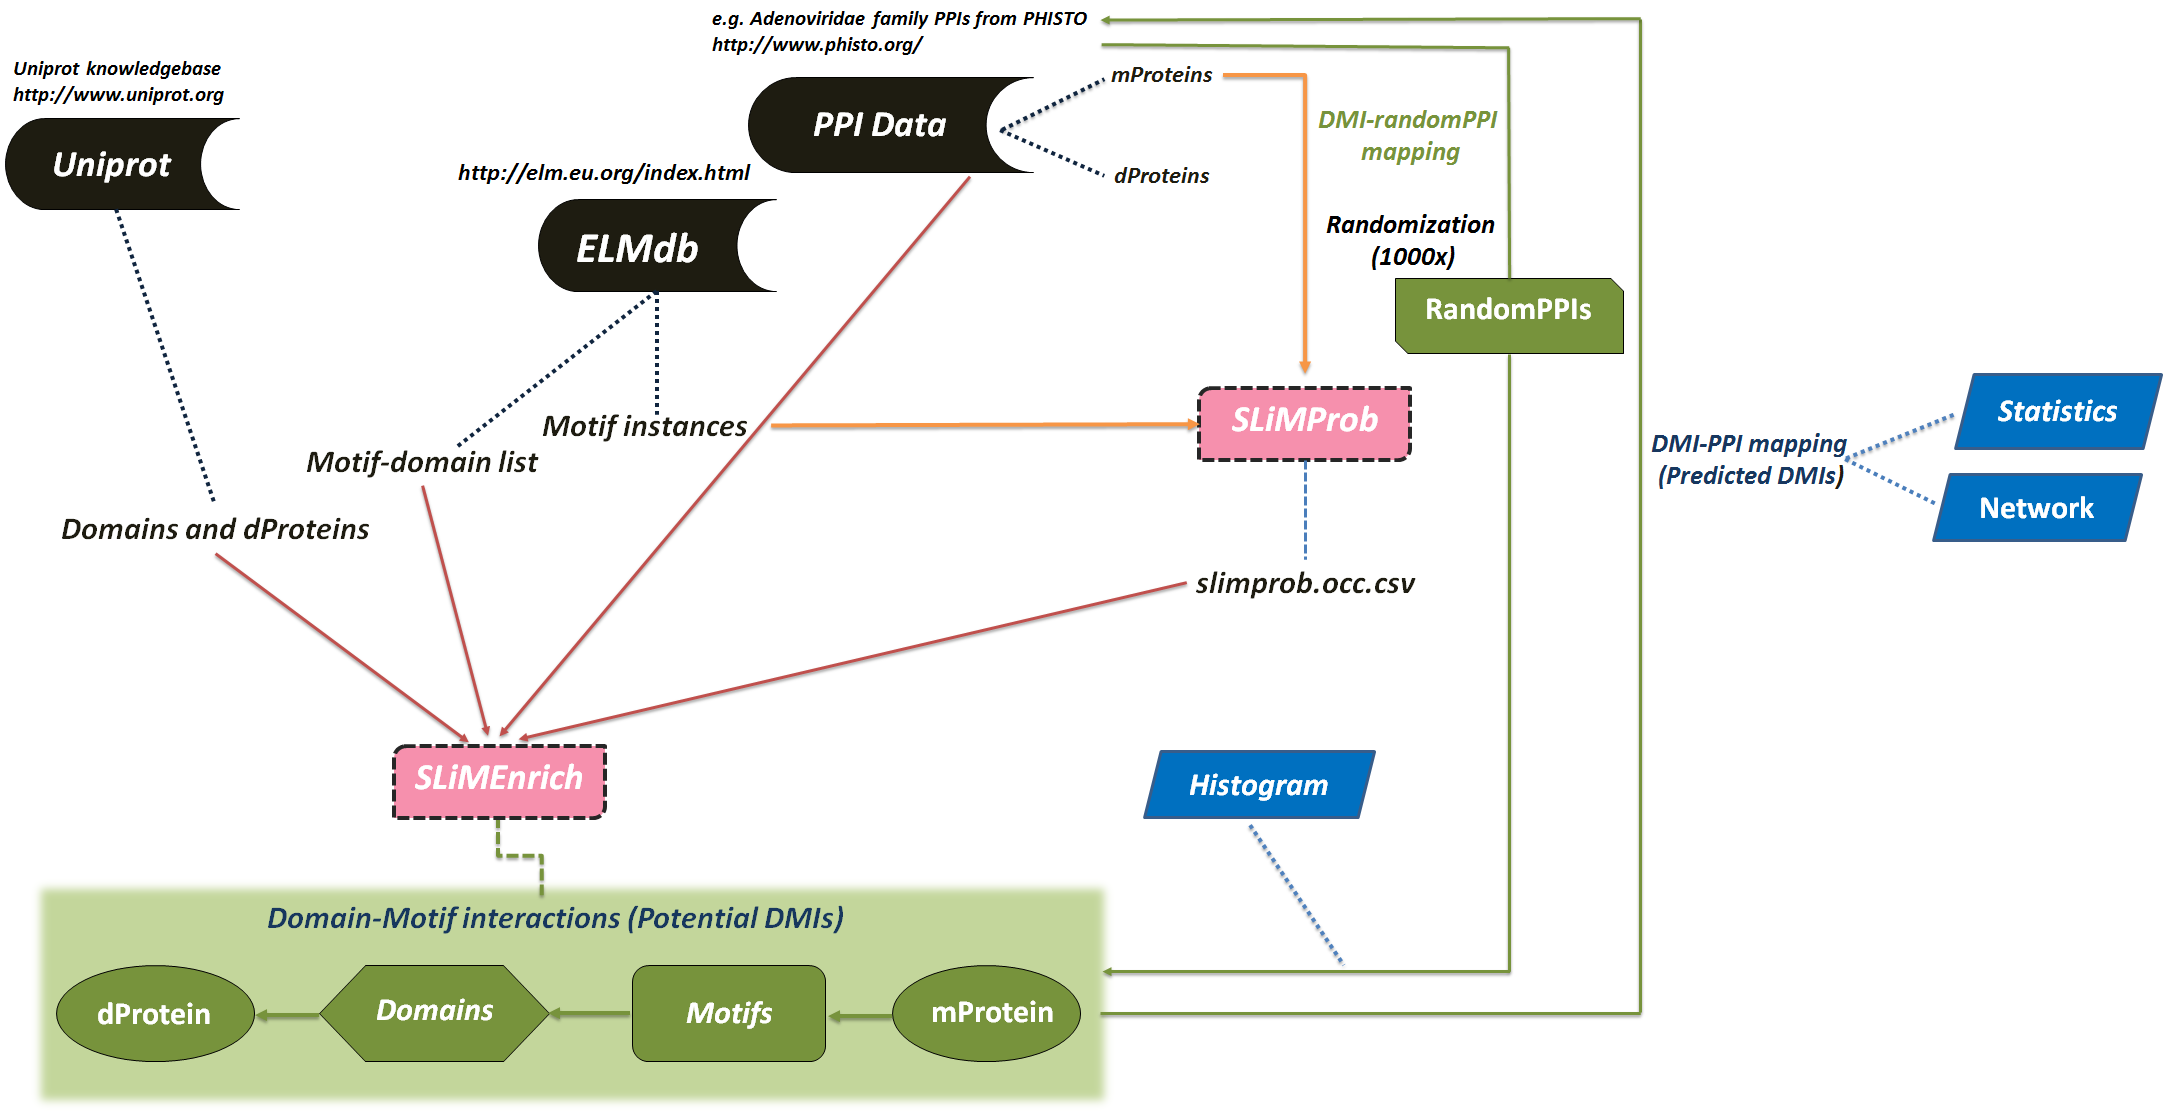 e.g. Adenoviridae family PPIs from PHISTO
http://www.phisto.org/
Uniprot knowledgebase
http://www.uniprot.org
mProteins
PPI Data
DMI-randomPPI
mapping
Uniprot
http://elm.eu.org/index.html
dProteins
Randomization
(1000x)
ELMdb
RandomPPIs
Statistics
SLiMProb
Motif instances
DMI-PPI mapping
(Predicted DMIs)
Motif-domain list
Network
Domains and dProteins
slimprob.occ.csv
SLiMEnrich
Histogram
Domain-Motif interactions (Potential DMIs)
dProtein
Domains
Motifs
mProtein